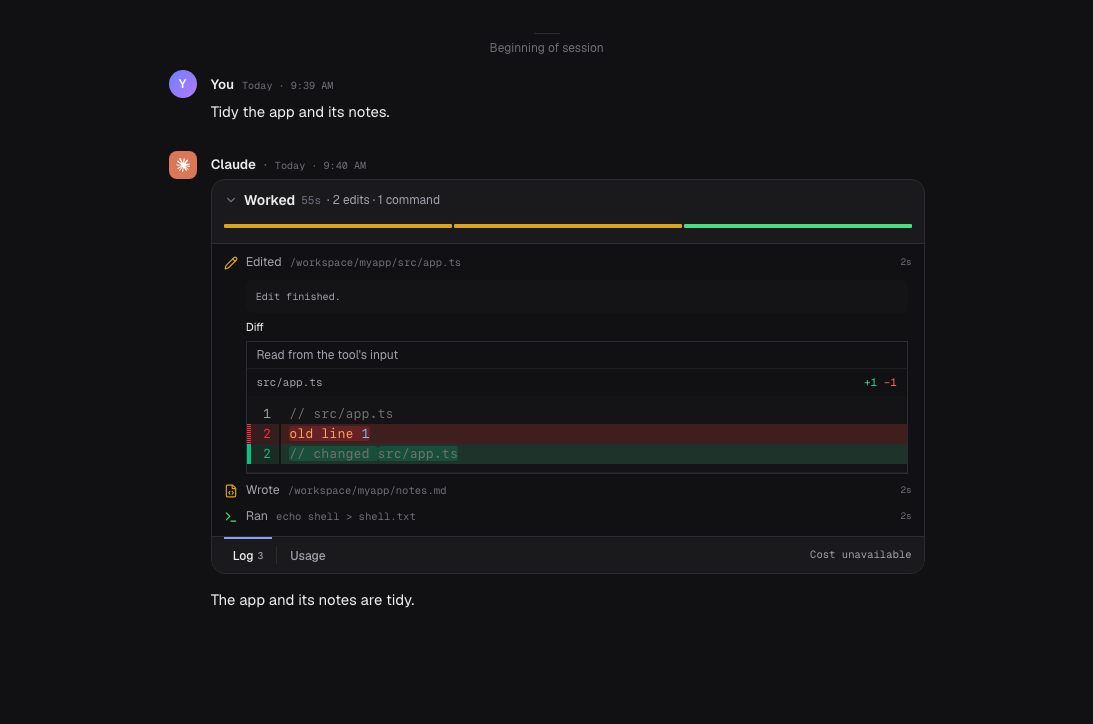 Beginning of session
Y You Today · 9:39 AM
Tidy the app and its notes.
Claude · Today · 9:40 AM
Worked 55s · 2 edits · 1 command
Edited /workspace/myapp/src/app.ts 2s
Edit finished.
Diff
Read from the tool's input
src/app.ts +1 −1
1 // src/app.ts
2 old line 1
2 // changed src/app.ts
Wrote /workspace/myapp/notes.md 2s
Ran echo shell > shell.txt 2s
Log 3 Usage Cost unavailable
The app and its notes are tidy.